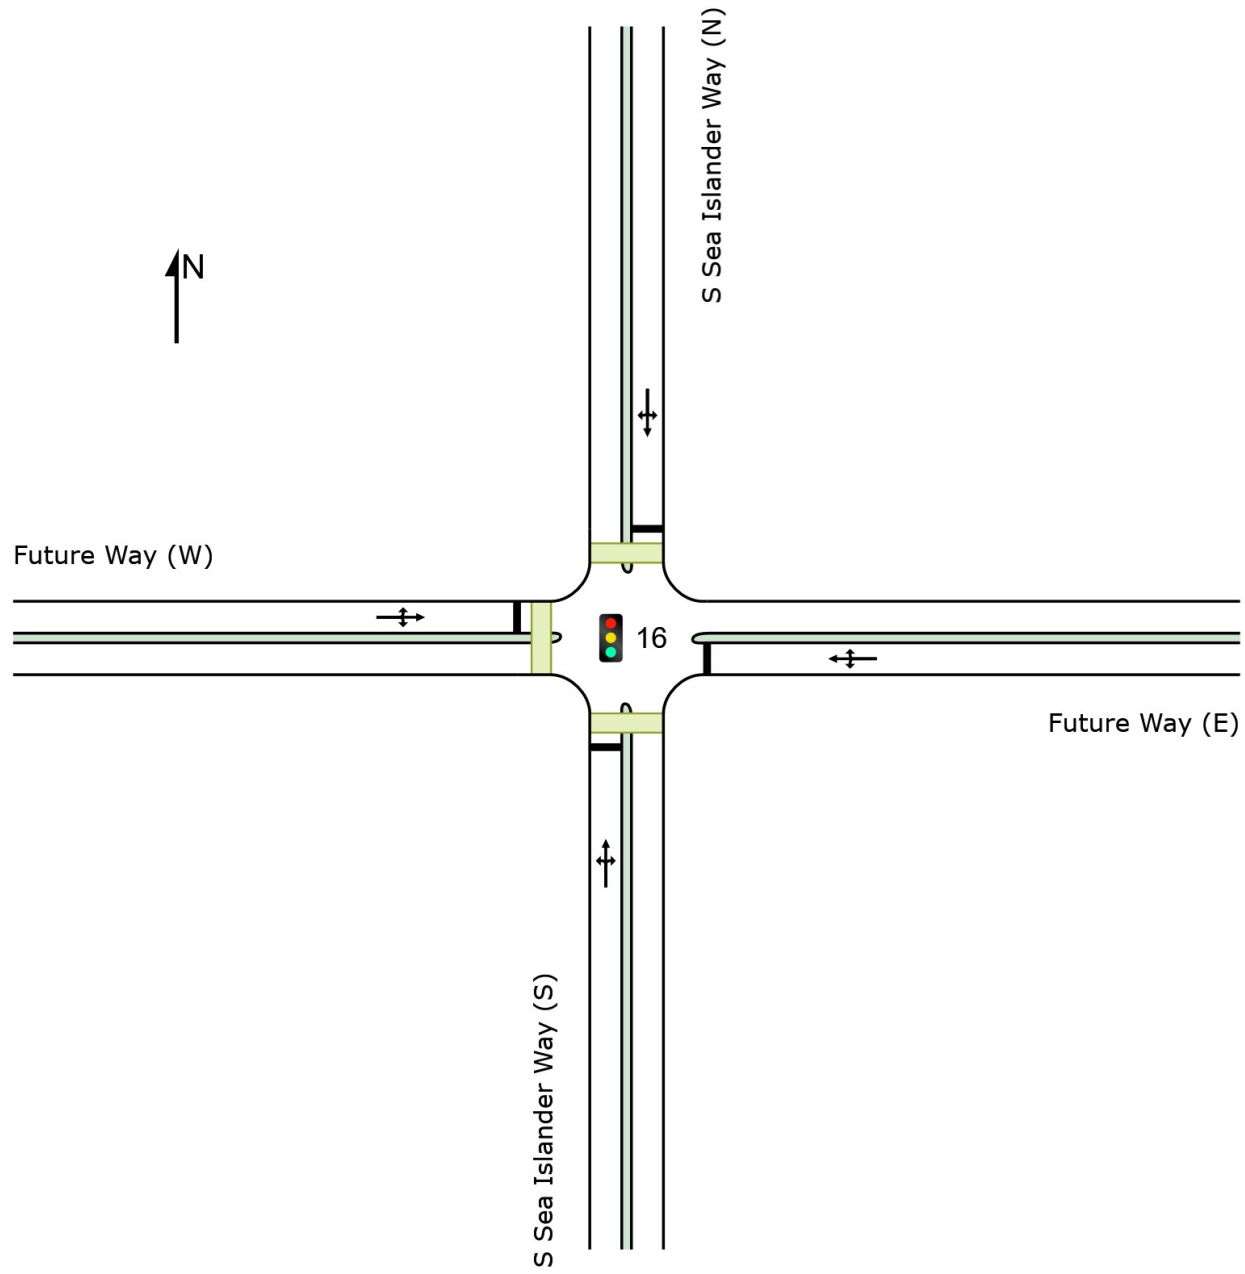 S Sea Islander Way (N)
N
Future Way (W)
16
Future Way (E)
S Sea Islander Way (S)